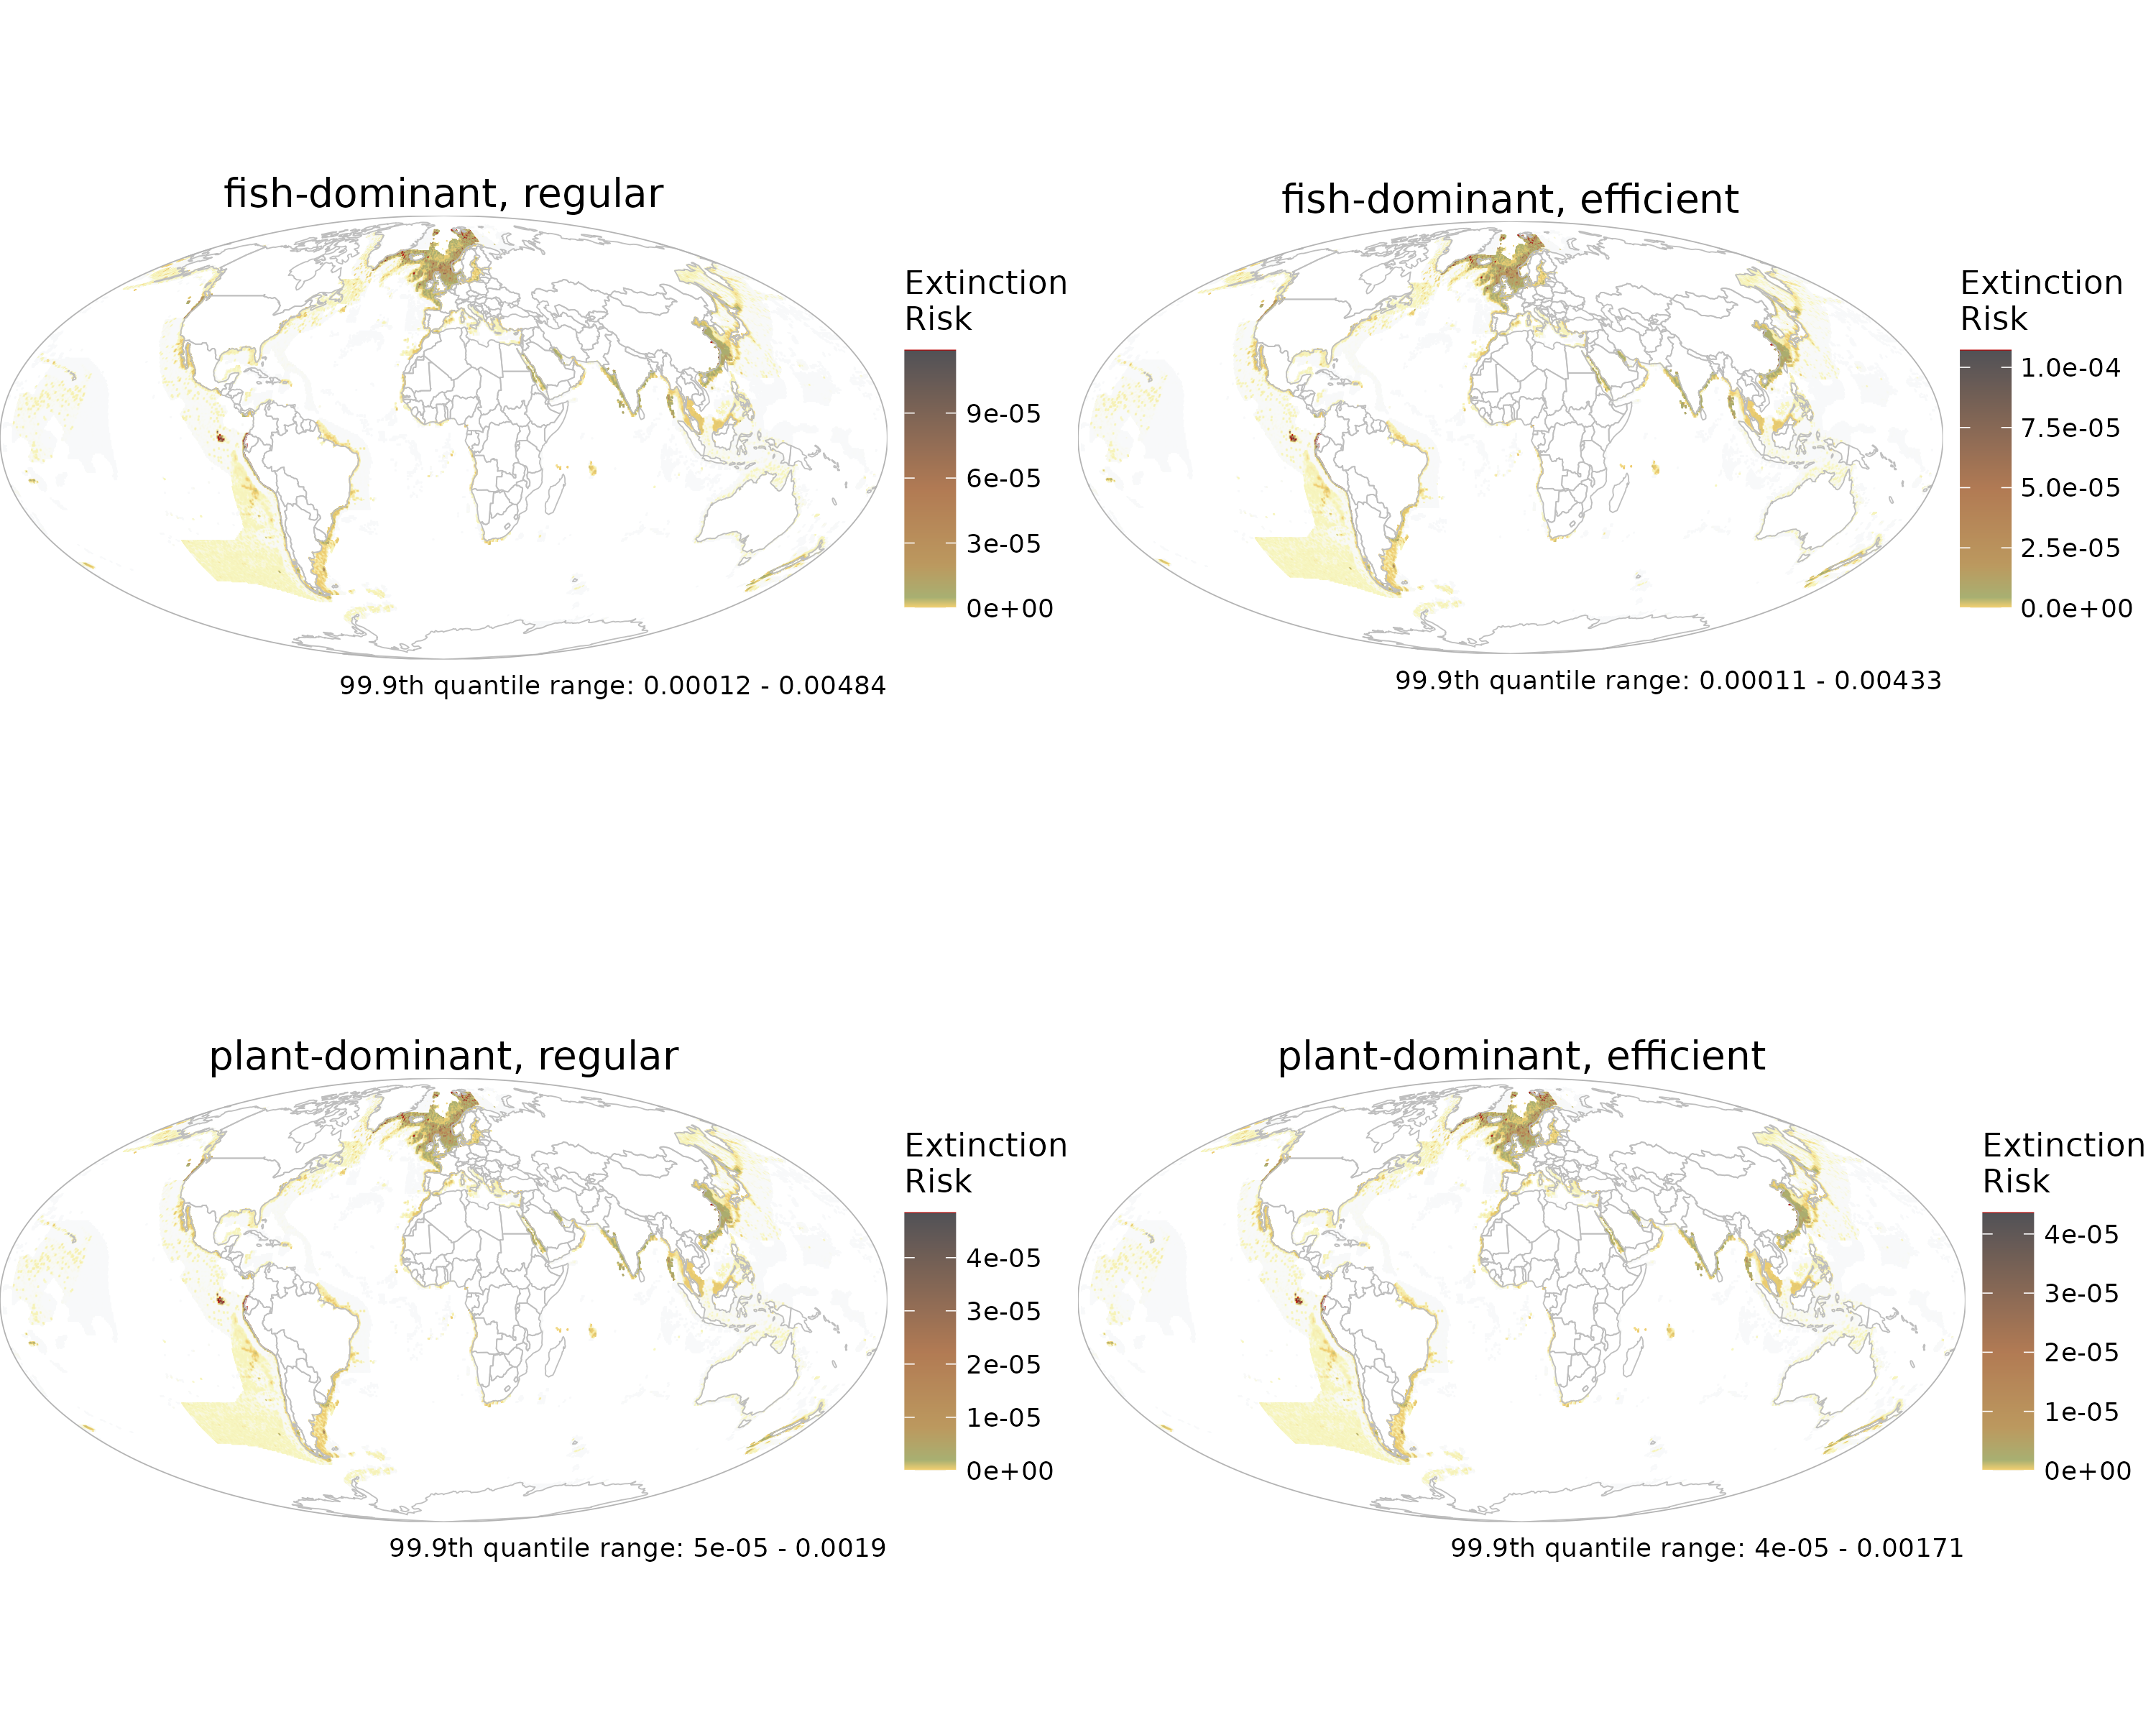 fish-dominant, regular
Extinction
Risk
9e-05
6e-05
3e-05
0e+00
99.9th quantile range: 0.00012 - 0.00484
fish-dominant, efficient
Extinction
Risk
1.0e-04
7.5e-05
5.0e-05
2.5e-05
0.0e+00
99.9th quantile range: 0.00011 - 0.00433
plant-dominant, regular
Extinction
Risk
4e-05
3e-05
2e-05
1e-05
0e+00
99.9th quantile range: 5e-05 - 0.0019
plant-dominant, efficient
Extinction
Risk
4e-05
3e-05
2e-05
1e-05
0e+00
99.9th quantile range: 4e-05 - 0.00171